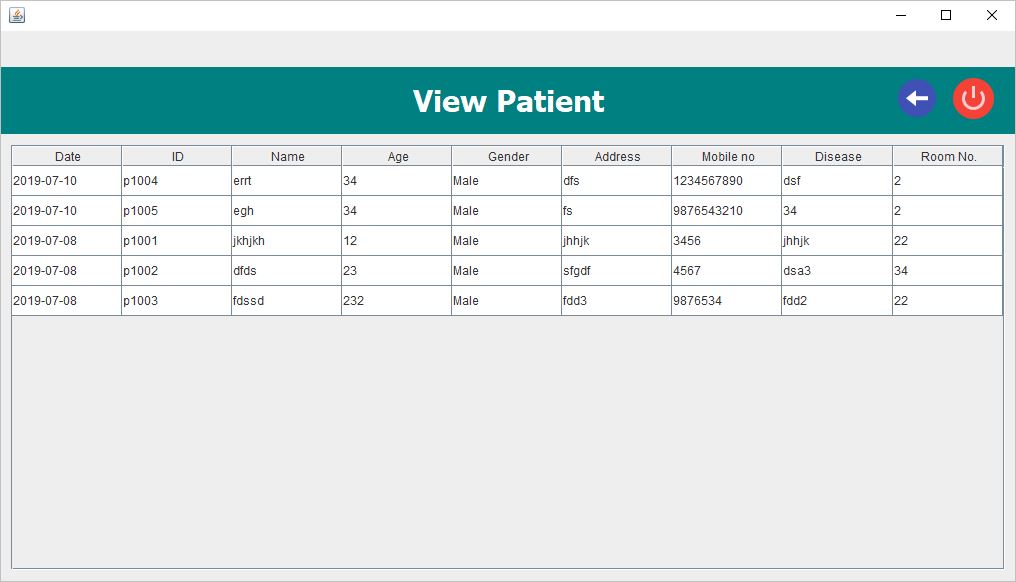 View Patient
Date ID Name Age Gender Address Mobile no Disease Room No.
2019-07-10 p1004 errt 34 Male dfs 1234567890 dsf 2
2019-07-10 p1005 egh 34 Male fs 9876543210 34 2
2019-07-08 p1001 jkhjkh 12 Male jhhjk 3456 jhhjk 22
2019-07-08 p1002 dfds 23 Male sfgdf 4567 dsa3 34
2019-07-08 p1003 fdssd 232 Male fdd3 9876534 fdd2 22